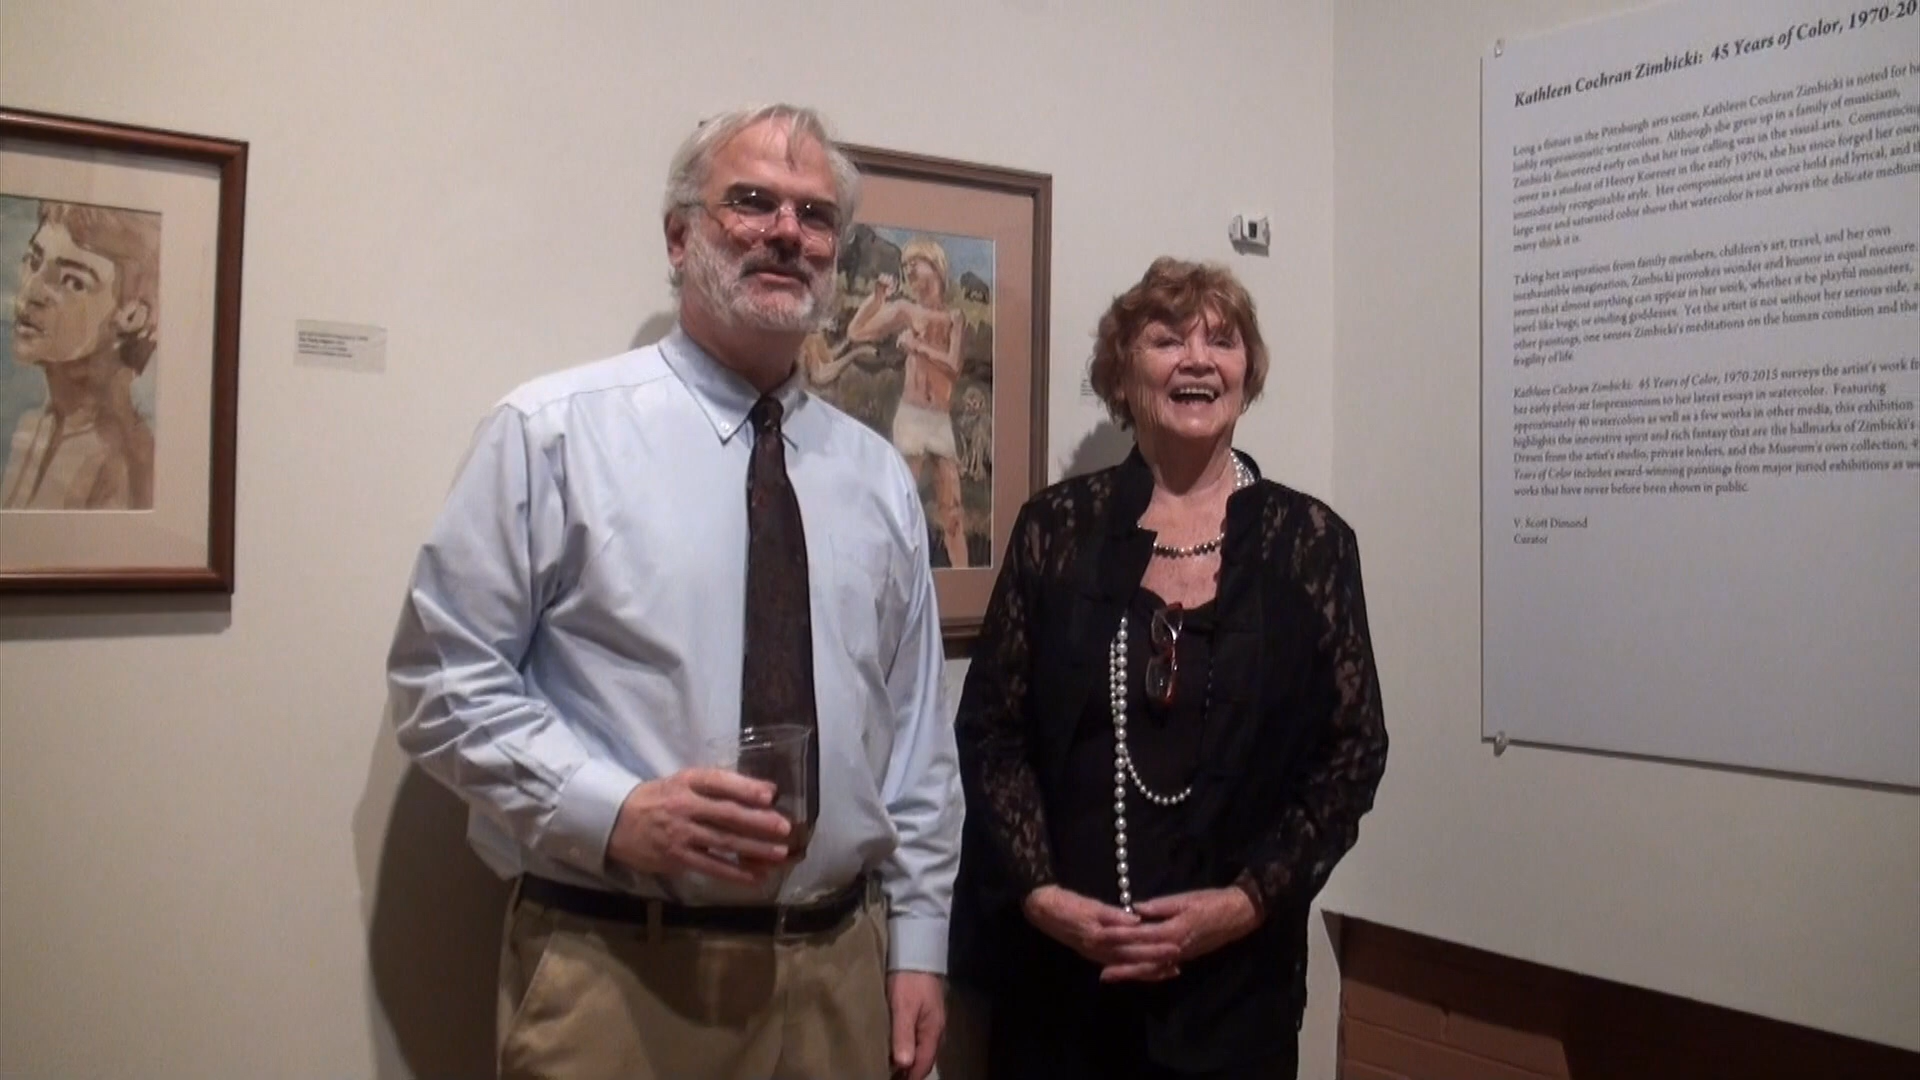 Kathleen Cochran Zimbicki: 45 Years of Color, 1970-20
Long a fixture in the Pittsburgh arts scene, Kathleen Cochran Zimbicki is noted for
lushly expressionistic watercolors. Although she grew up in a family of musicians,
Zimbicki discovered early on that her true calling was in the visual arts. Commencing
career as a student of Henry Koerner in the early 1970s, she has since forged her own
immediately recognizable style. Her compositions are at once bold and lyrical, and
large size and saturated color show that watercolor is not always the delicate medium
many think it is.
Taking her inspiration from family members, children's art, travel, and her own
inexhaustible imagination, Zimbicki provokes wonder and humor in equal measure.
seems that almost anything can appear in her work, whether it be playful monsters,
jewel-like bugs, or smiling goddesses. Yet the artist is not without her serious side,
other paintings, one senses Zimbicki's meditations on the human condition and the
fragility of life.
Kathleen Cochran Zimbicki: 45 Years of Color, 1970-2015 surveys the artist's work
her early plein-air Impressionism to her latest essays in watercolor. Featuring
approximately 40 watercolors as well as a few works in other media, this exhibition
highlights the innovative spirit and rich fantasy that are the hallmarks of Zimbicki's
Drawn from the artist's studio, private lenders, and the Museum's own collection,
Years of Color includes award-winning paintings from major juried exhibitions as
works that have never before been shown in public.
V. Scott Dimond
Curator